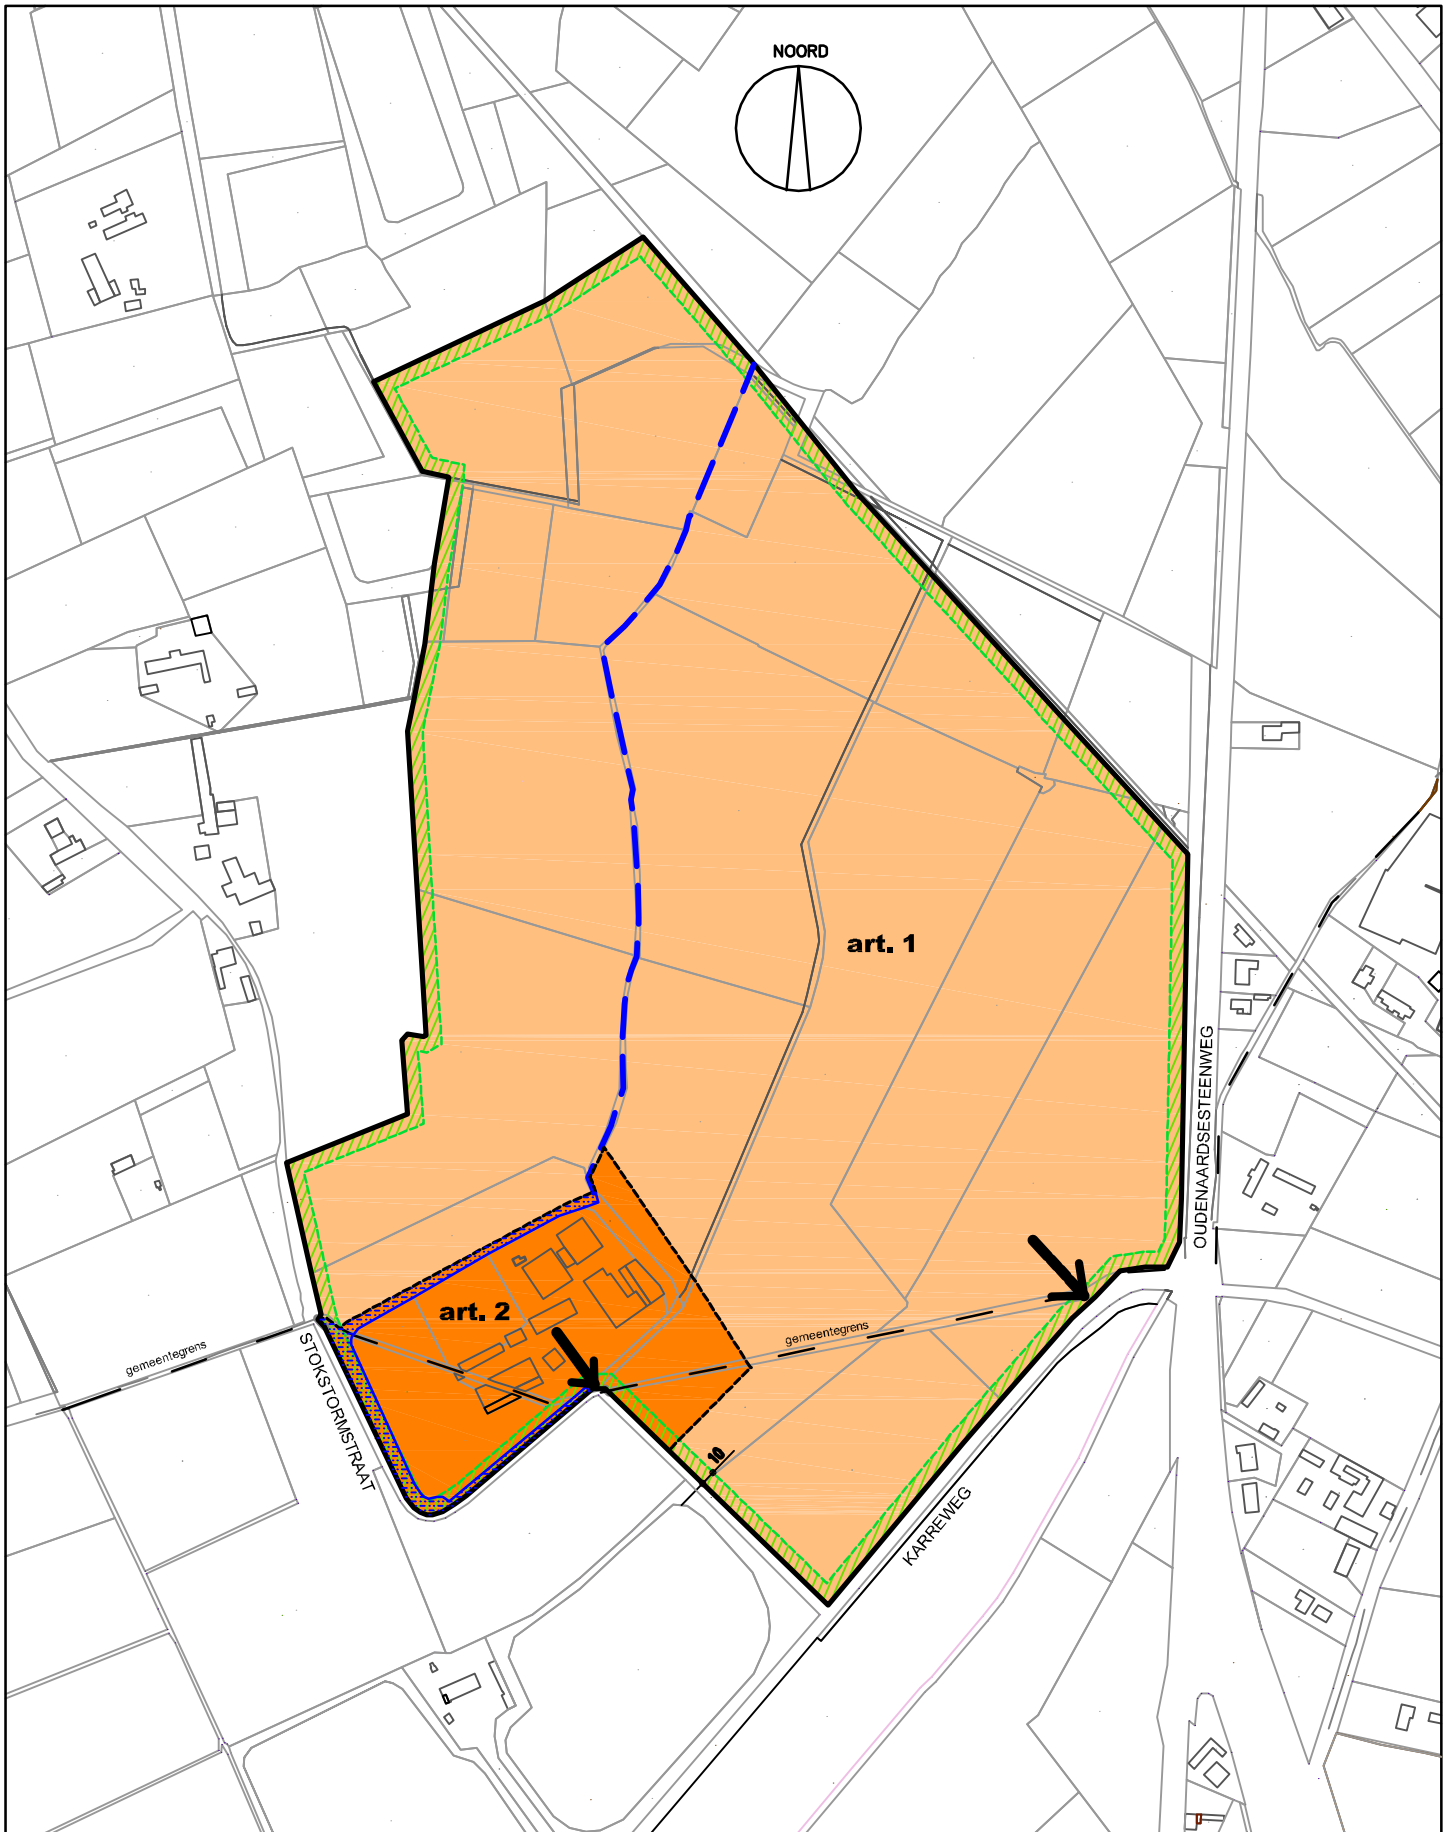 NOORD
art. 1
OUDENAARDSESTEENWEG
art. 2
gemeentegrens
gemeentegrens
STOKSTORMSTRAAT
10
KARREWEG